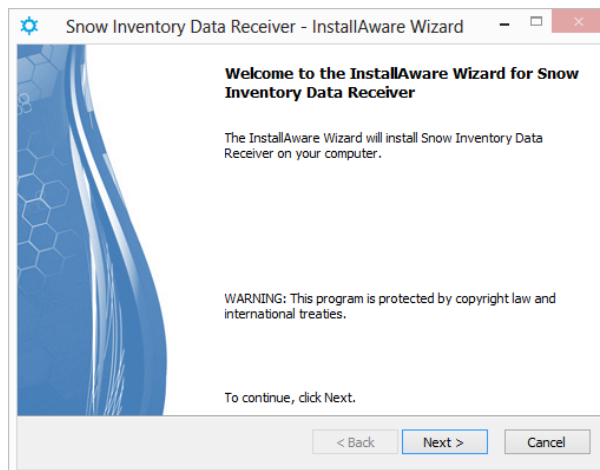 Snow Inventory Data Receiver - InstallAware Wizard
Welcome to the InstallAware Wizard for Snow
Inventory Data Receiver
The InstallAware Wizard will install Snow Inventory Data
Receiver on your computer.
WARNING: This program is protected by copyright law and
international treaties.
To continue, click Next.
< Back Next > Cancel